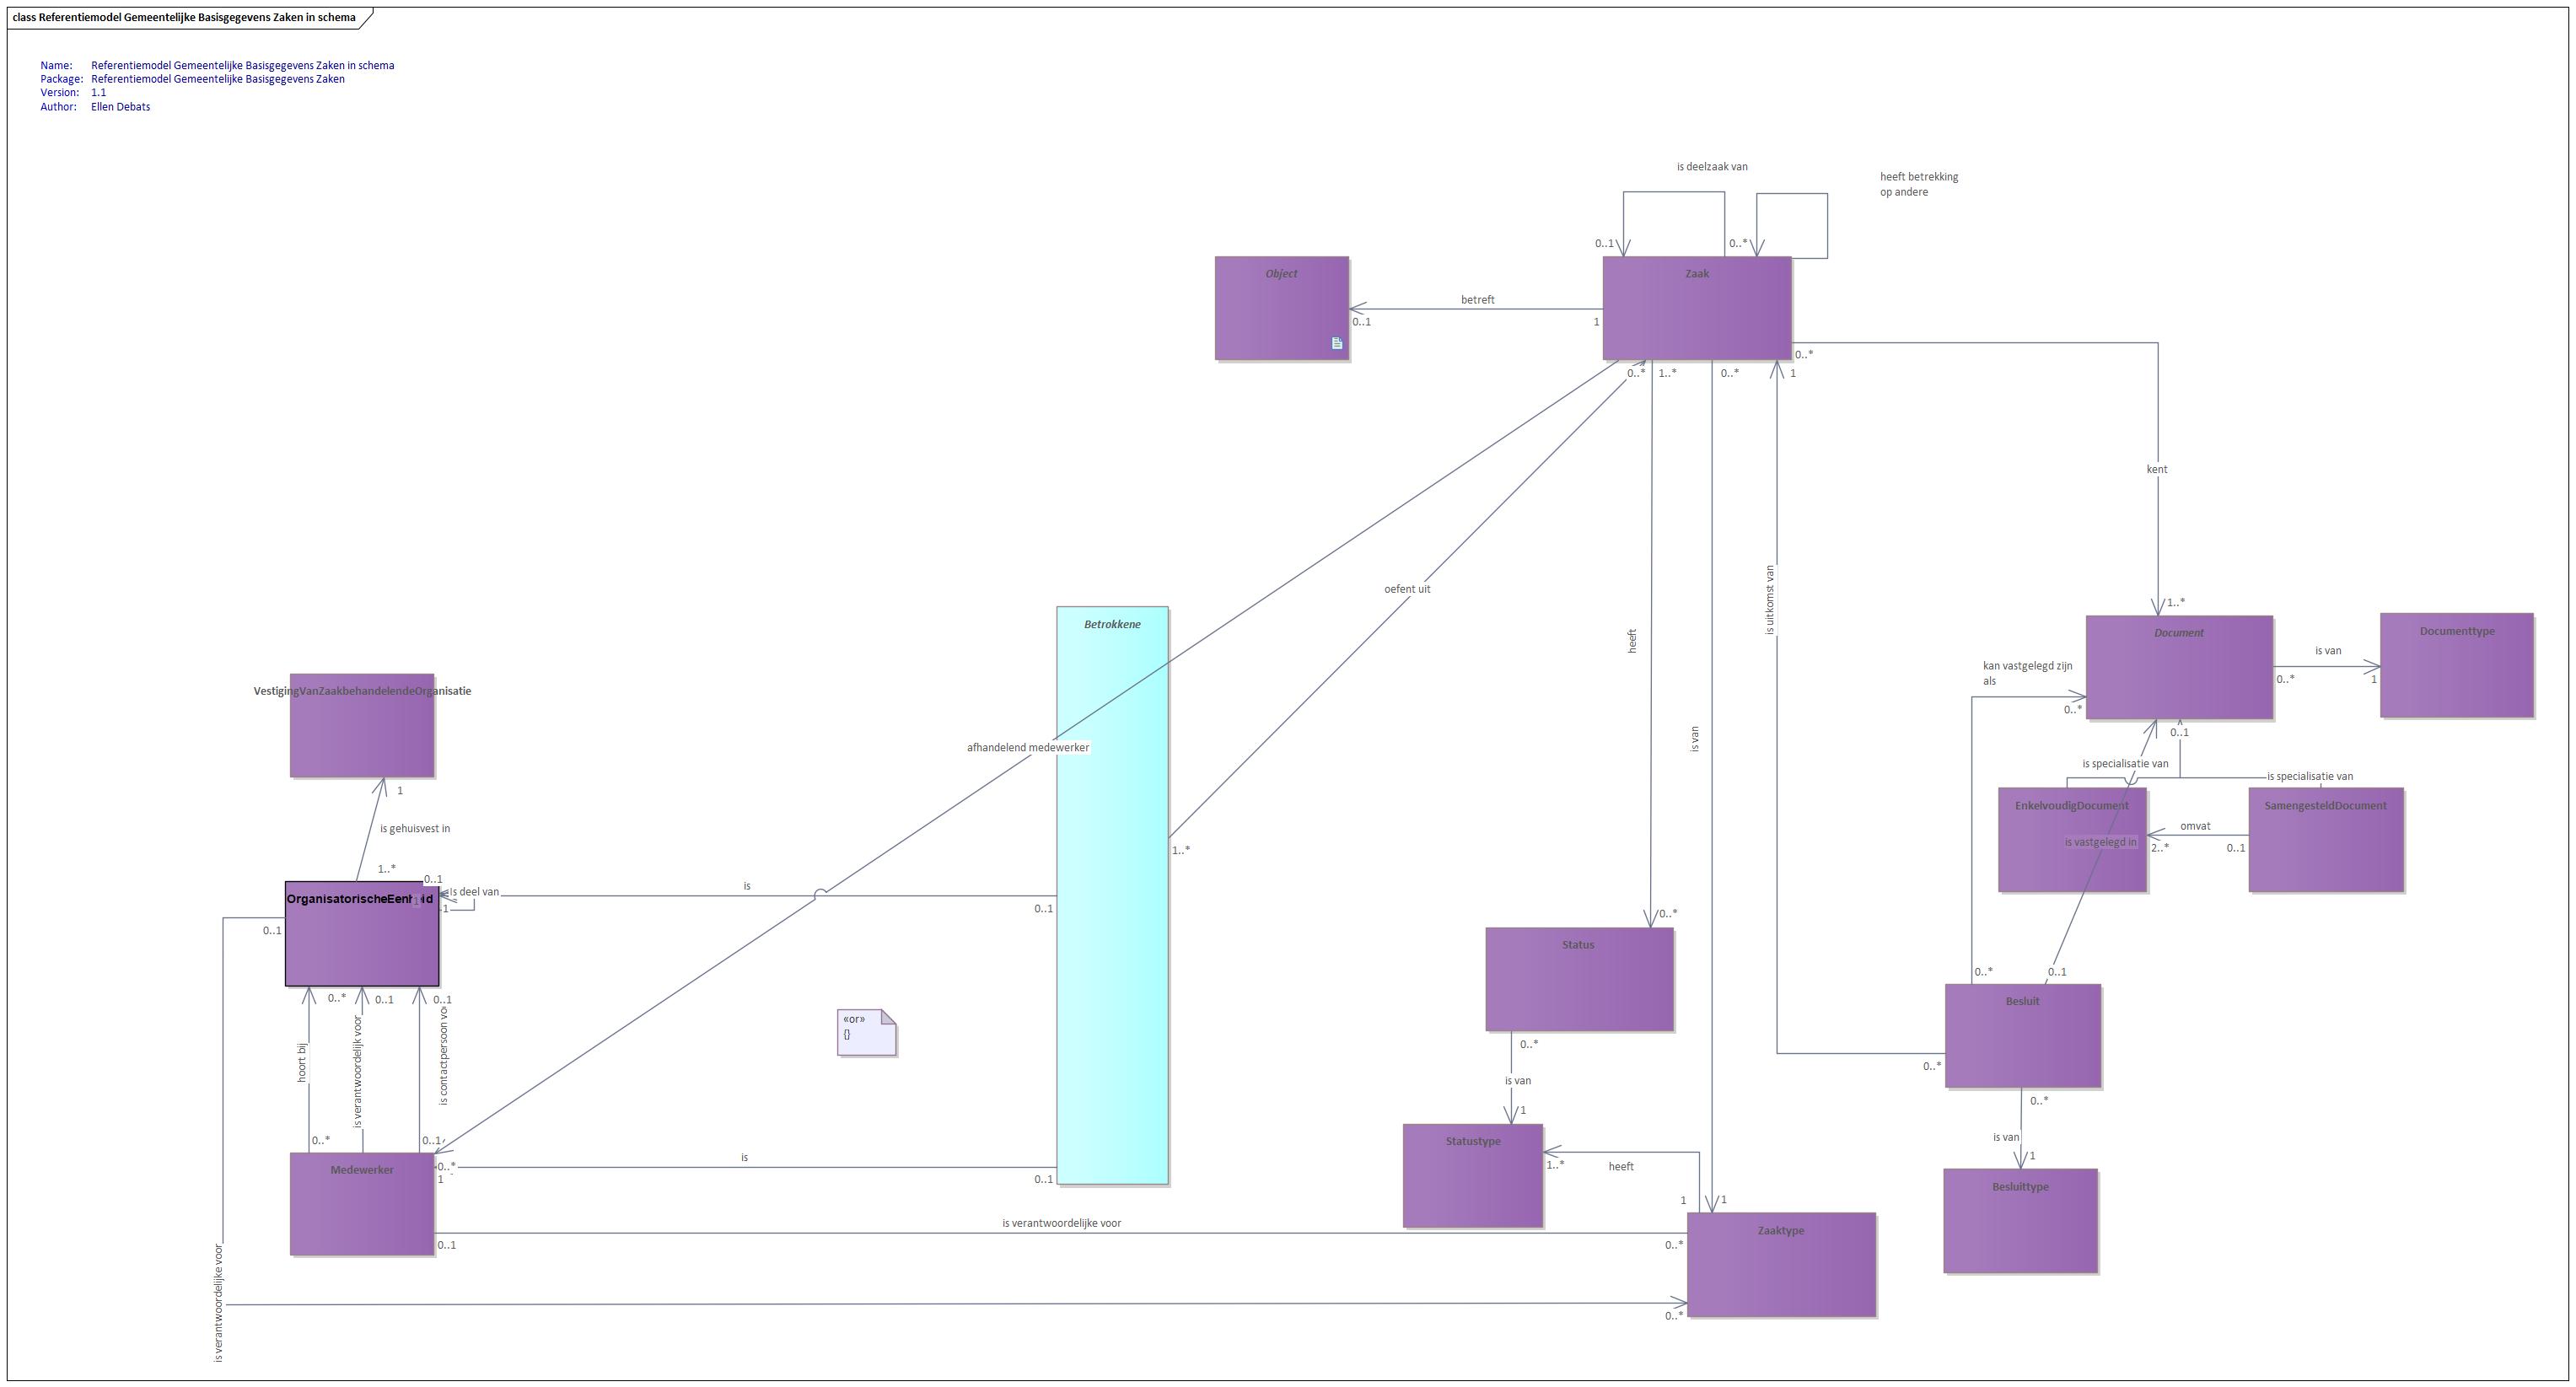 class Referentiemodel Gemeentelijke Basisgegevens Zaken in schema
Name: Referentiemodel Gemeentelijke Basisgegevens Zaken in schema
Package: Referentiemodel Gemeentelijke Basisgegevens Zaken
Version: 1.1
Author: Ellen Debats
is deelzaak van
heeft betrekking
op andere
0..1
0..*
Object
Zaak
betreft
0..1
1
0..*
0..*
1..*
0..*
1
kent
oefent uit
is uitkomst van
heeft
is van
1..*
Betrokkene
Document
Documenttype
is van
0..*
1
kan vastgelegd zijn
als
0..*
VestigingVanZaakbehandelendeOrganisatie
0..1
afhandelend medewerker
is specialisatie van
is specialisatie van
1
EnkelvoudigDocument
SamengesteldDocument
is gehuisvest in
omvat
is vastgelegd in
2..*
0..1
1..*
1..*
0..1
is
is deel van
OrganisatorischeEenheid
1
1
0..1
0..*
0..1
Status
0..*
0..1
0..*
0..1
0..1
Besluit
«or»
{}
0..*
hoort bij
is verantwoordelijk voor
is contactpersoon voo
0..*
is van
1
0..*
0..*
0..1
is van
1
Statustype
is
Medewerker
0..*
1
0..1
1..*
heeft
Besluittype
1
1
is verantwoordelijke voor
Zaaktype
0..1
0..*
is verantwoordelijke voor
0..*